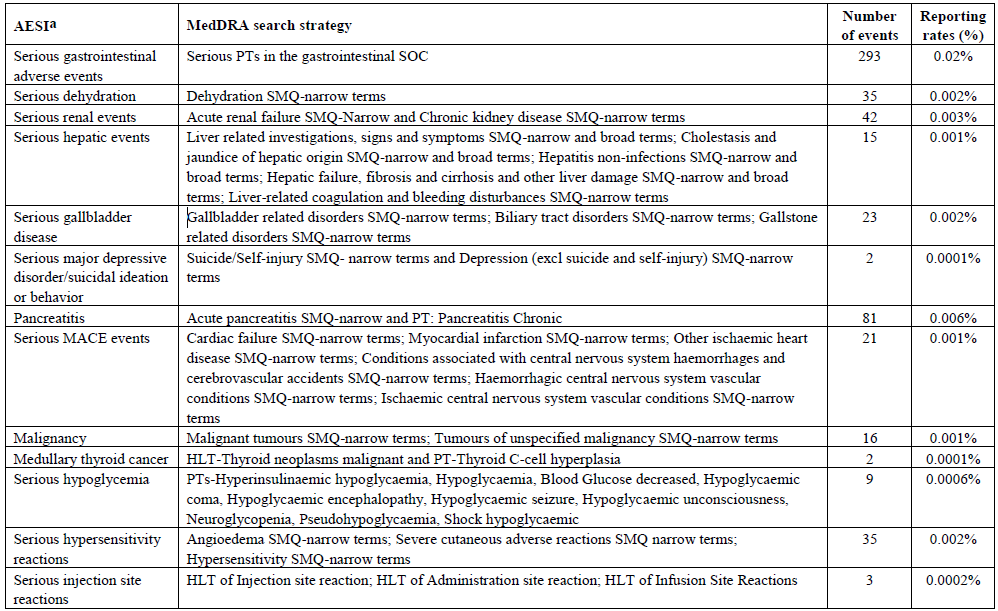 AESIa
MedDRA search strategy
Number
of events
Reporting
rates (%)
Serious gastrointestinal
adverse events
Serious PTs in the gastrointestinal SOC
293
0.02%
Serious dehydration
Dehydration SMQ-narrow terms
35
0.002%
Serious renal events
Acute renal failure SMQ-Narrow and Chronic kidney disease SMQ-narrow terms
42
0.003%
Serious hepatic events
Liver related investigations, signs and symptoms SMQ-narrow and broad terms; Cholestasis and
jaundice of hepatic origin SMQ-narrow and broad terms; Hepatitis non-infections SMQ-narrow and
broad terms; Hepatic failure, fibrosis and cirrhosis and other liver damage SMQ-narrow and broad
terms; Liver-related coagulation and bleeding disturbances SMQ-narrow terms
15
0.001%
Serious gallbladder
disease
Gallbladder related disorders SMQ-narrow terms; Biliary tract disorders SMQ-narrow terms; Gallstone
related disorders SMQ-narrow terms
23
0.002%
Serious major depressive
disorder/suicidal ideation
or behavior
Suicide/Self-injury SMQ- narrow terms and Depression (excl suicide and self-injury) SMQ-narrow
terms
2
0.0001%
Pancreatitis
Acute pancreatitis SMQ-narrow and PT: Pancreatitis Chronic
81
0.006%
Serious MACE events
Cardiac failure SMQ-narrow terms; Myocardial infarction SMQ-narrow terms; Other ischaemic heart
disease SMQ-narrow terms; Conditions associated with central nervous system haemorrhages and
cerebrovascular accidents SMQ-narrow terms; Haemorrhagic central nervous system vascular
conditions SMQ-narrow terms; Ischaemic central nervous system vascular conditions SMQ-narrow
terms
21
0.001%
Malignancy
Malignant tumours SMQ-narrow terms; Tumours of unspecified malignancy SMQ-narrow terms
16
0.001%
Medullary thyroid cancer
HLT-Thyroid neoplasms malignant and PT-Thyroid C-cell hyperplasia
2
0.0001%
Serious hypoglycemia
PTs-Hyperinsulinaemic hypoglycaemia, Hypoglycaemia, Blood Glucose decreased, Hypoglycaemic
coma, Hypoglycaemic encephalopathy, Hypoglycaemic seizure, Hypoglycaemic unconsciousness,
Neuroglycopenia, Pseudohypoglycaemia, Shock hypoglycaemic
9
0.0006%
Serious hypersensitivity
reactions
Angioedema SMQ-narrow terms; Severe cutaneous adverse reactions SMQ narrow terms;
Hypersensitivity SMQ-narrow terms
35
0.002%
Serious injection site
reactions
HLT of Injection site reaction; HLT of Administration site reaction; HLT of Infusion Site Reactions
3
0.0002%